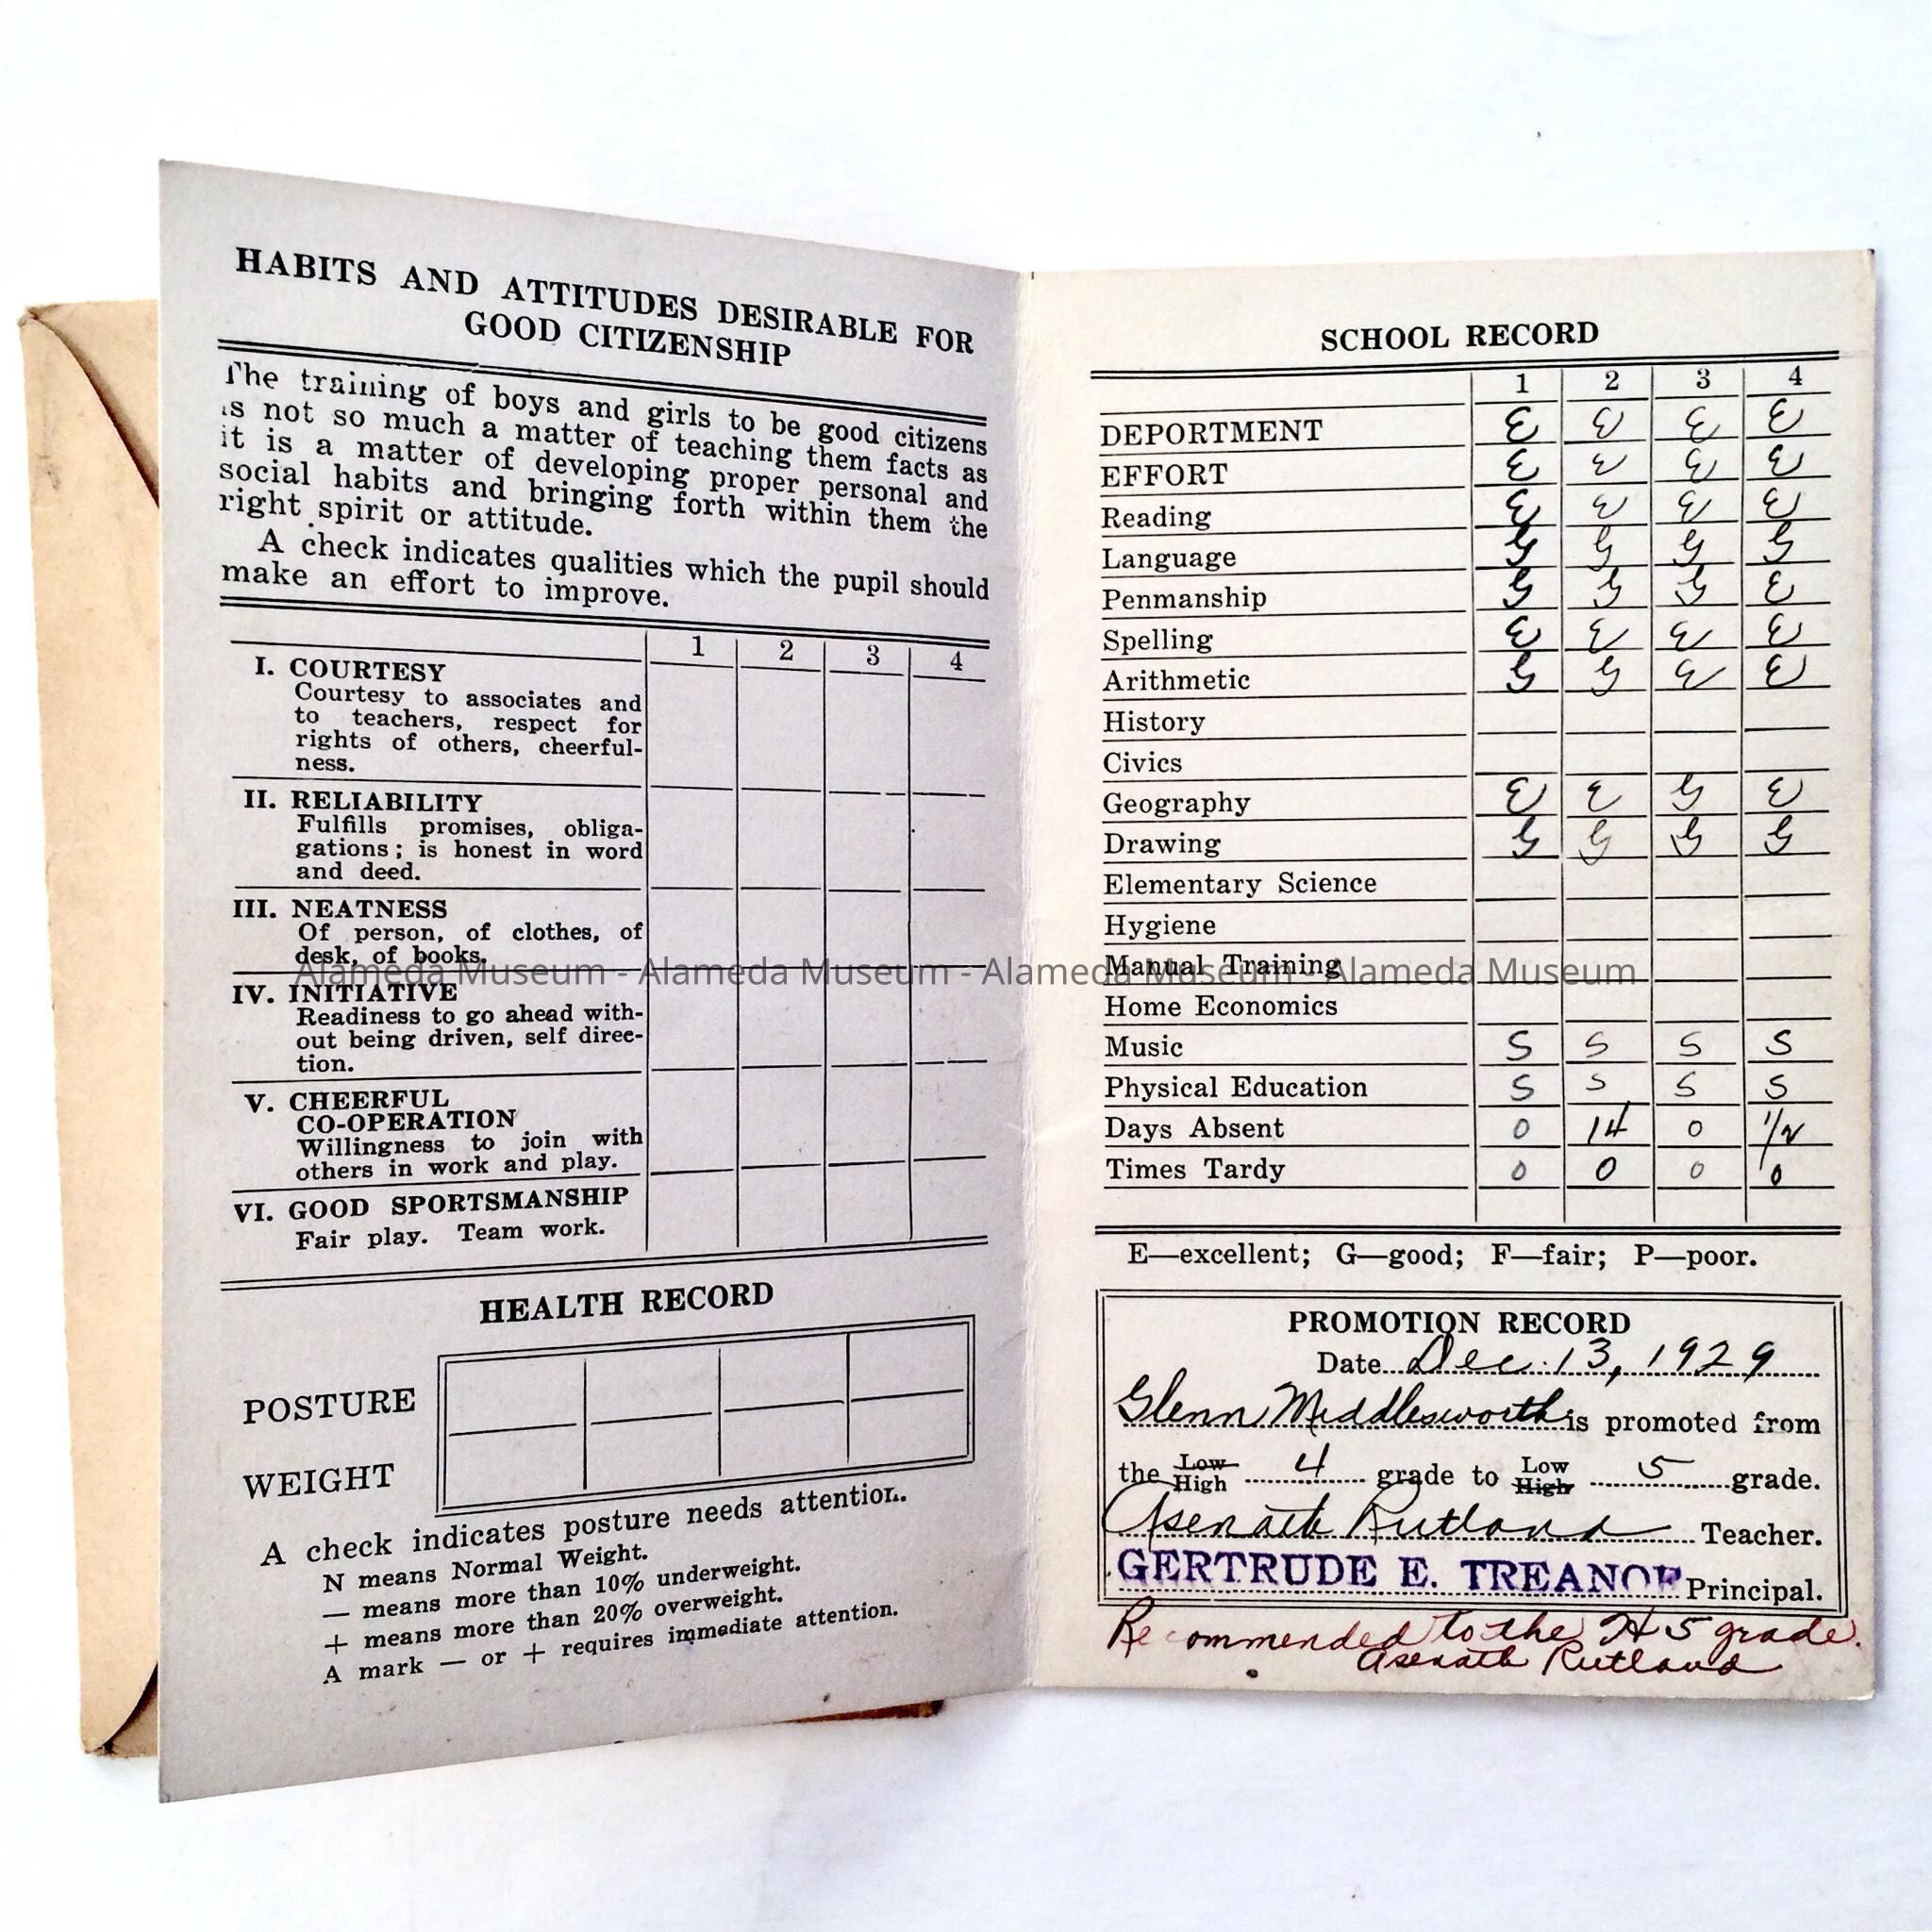 HABITS AND ATTITUDES DESIRABLE FOR
GOOD CITIZENSHIP
The training of boys and girls to be good citizens
is not so much a matter of teaching them facts as
it is a matter of developing proper personal and
social habits and bringing forth within them the
right spirit or attitude.
A check indicates qualities which the pupil should
make an effort to improve.
1 2 3 4
I. COURTESY
Courtesy to associates and
to teachers, respect for
rights of others, cheerful-
ness.
II. RELIABILITY
Fulfills promises, obliga-
gations; is honest in word
and deed.
III. NEATNESS
Of person, of clothes, of
desk, of books.
IV. INITIATIVE
Readiness to go ahead with-
out being driven, self direc-
tion.
V. CHEERFUL
CO-OPERATION
Willingness to join with
others in work and play.
VI. GOOD SPORTSMANSHIP
Fair play. Team work.
HEALTH RECORD
POSTURE
WEIGHT
A check indicates posture needs attention.
N means Normal Weight.
— means more than 10% underweight.
+ means more than 20% overweight.
A mark — or + requires immediate attention.
SCHOOL RECORD
1 2 3 4
DEPORTMENT E E E E
EFFORT E E E E
Reading E E E E
Language G G G G
Penmanship G G G E
Spelling E E E E
Arithmetic G G E E
History
Civics
Geography E E G E
Drawing G G G G
Elementary Science
Hygiene
Manual Training
Home Economics
Music S S S S
Physical Education S S S S
Days Absent 0 14 0 1/2
Times Tardy 0 0 0 0
E—excellent; G—good; F—fair; P—poor.
PROMOTION RECORD
Date Dec. 13, 1929
Glenn Middlesworth is promoted from
the Low High 4 grade to Low High 5 grade.
Asenath Rutland Teacher.
GERTRUDE E. TREANOR Principal.
Recommended to the H 5 grade.
Asenath Rutland
Alameda Museum - Alameda Museum - Alameda Museum - Alameda Museum